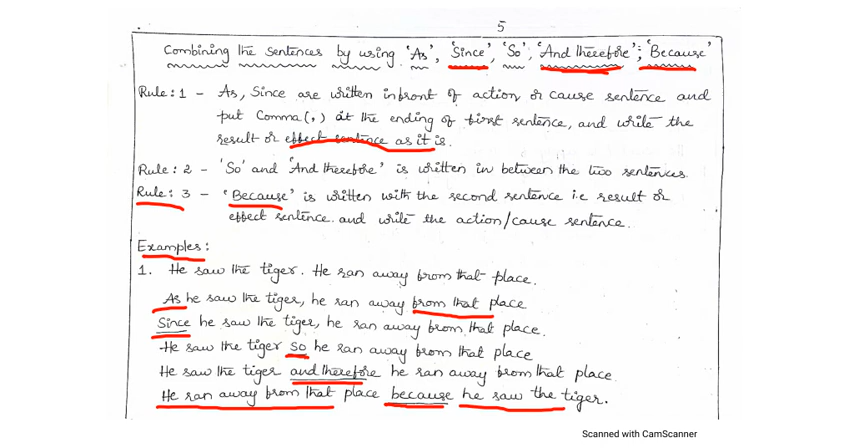 5
Combining the sentences by using 'As', 'Since', 'So', 'And therefore'; 'Because'
Rule: 1 - As, Since are written infront of action or cause sentence and
put Comma (,) at the ending of first sentence, and write the
result or effect sentence as it is.
Rule: 2 - 'So' and 'And therefore' is written in between the two sentences.
Rule: 3 - 'Because' is written with the second sentence i.e result or
effect sentence. and write the action/cause sentence.
Examples:
1. He saw the tiger. He ran away from that place.
As he saw the tiger, he ran away from that place
Since he saw the tiger, he ran away from that place.
He saw the tiger so he ran away from that place
He saw the tiger and therefore he ran away from that place.
He ran away from that place because he saw the tiger.
Scanned with CamScanner